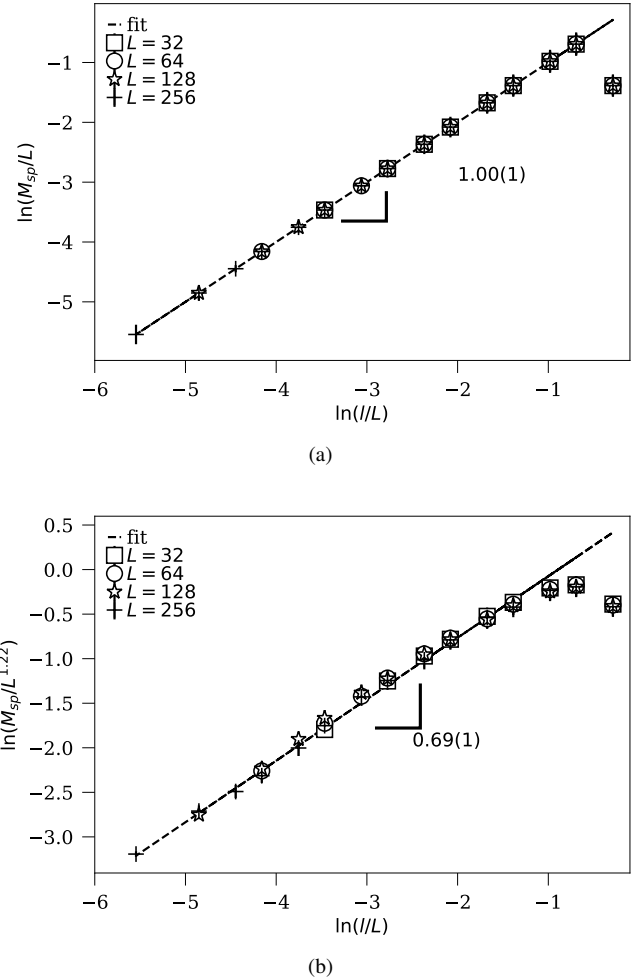 fit
L = 32
L = 64
L = 128
L = 256
−1
−2
−3
−4
−5
ln(M_sp/L)
1.00(1)
−6 −5 −4 −3 −2 −1
ln(l/L)
(a)
fit
L = 32
L = 64
L = 128
L = 256
0.5
0.0
−0.5
−1.0
−1.5
−2.0
−2.5
−3.0
ln(M_sp/L^1.22)
0.69(1)
−6 −5 −4 −3 −2 −1
ln(l/L)
(b)